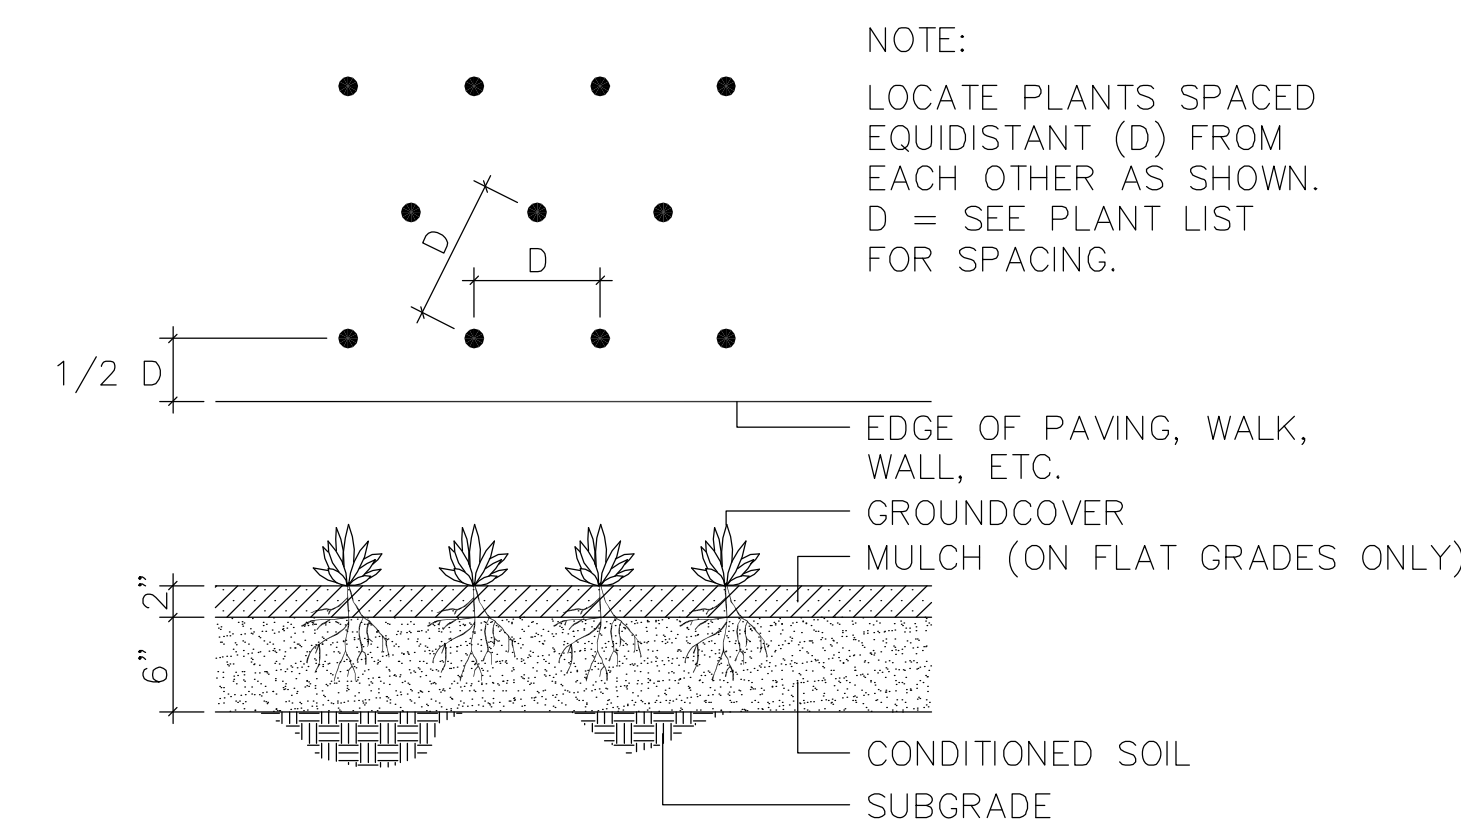 NOTE:
LOCATE PLANTS SPACED
EQUIDISTANT (D) FROM
EACH OTHER AS SHOWN.
D = SEE PLANT LIST
FOR SPACING.
D
D
1/2 D
EDGE OF PAVING, WALK,
WALL, ETC.
GROUNDCOVER
MULCH (ON FLAT GRADES ONLY)
2"
6"
CONDITIONED SOIL
SUBGRADE